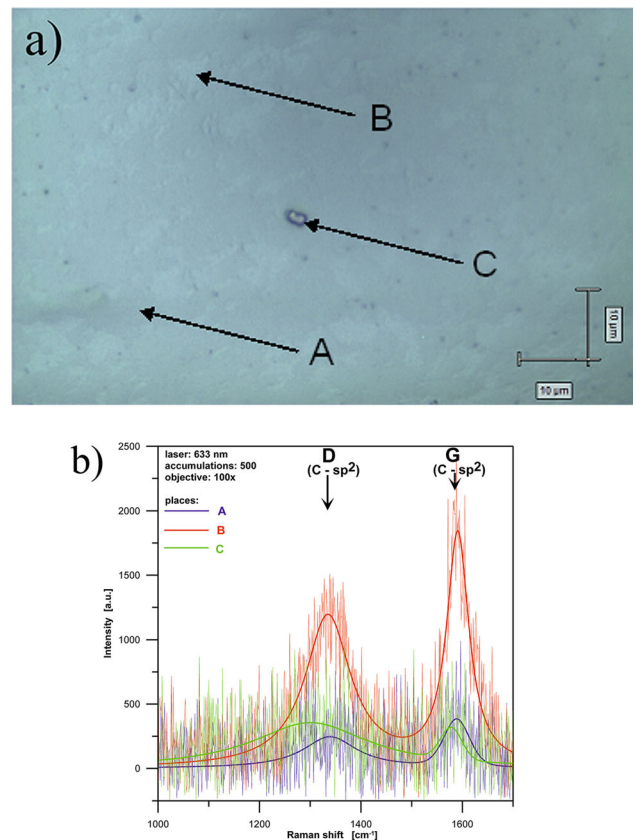 a)
B
C
A
10 µm
10 µm
b)
2500
2000
1500
1000
500
0
Intensity [a.u.]
laser: 633 nm
accumulations: 500
objective: 100x
places:
A
B
C
D
(C - sp²)
G
(C - sp²)
1000 1200 1400 1600
Raman shift [cm⁻¹]